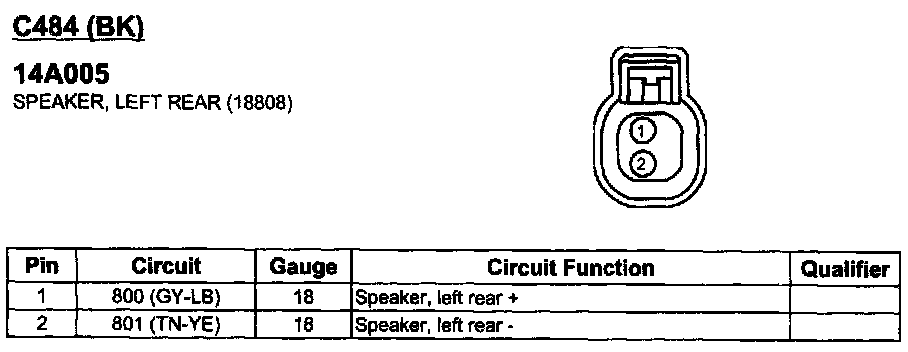 C484 (BK)
14A005
SPEAKER, LEFT REAR (18808)
1
2
Pin Circuit Gauge Circuit Function Qualifier
1 800 (GY-LB) 18 Speaker, left rear +
2 801 (TN-YE) 18 Speaker, left rear -